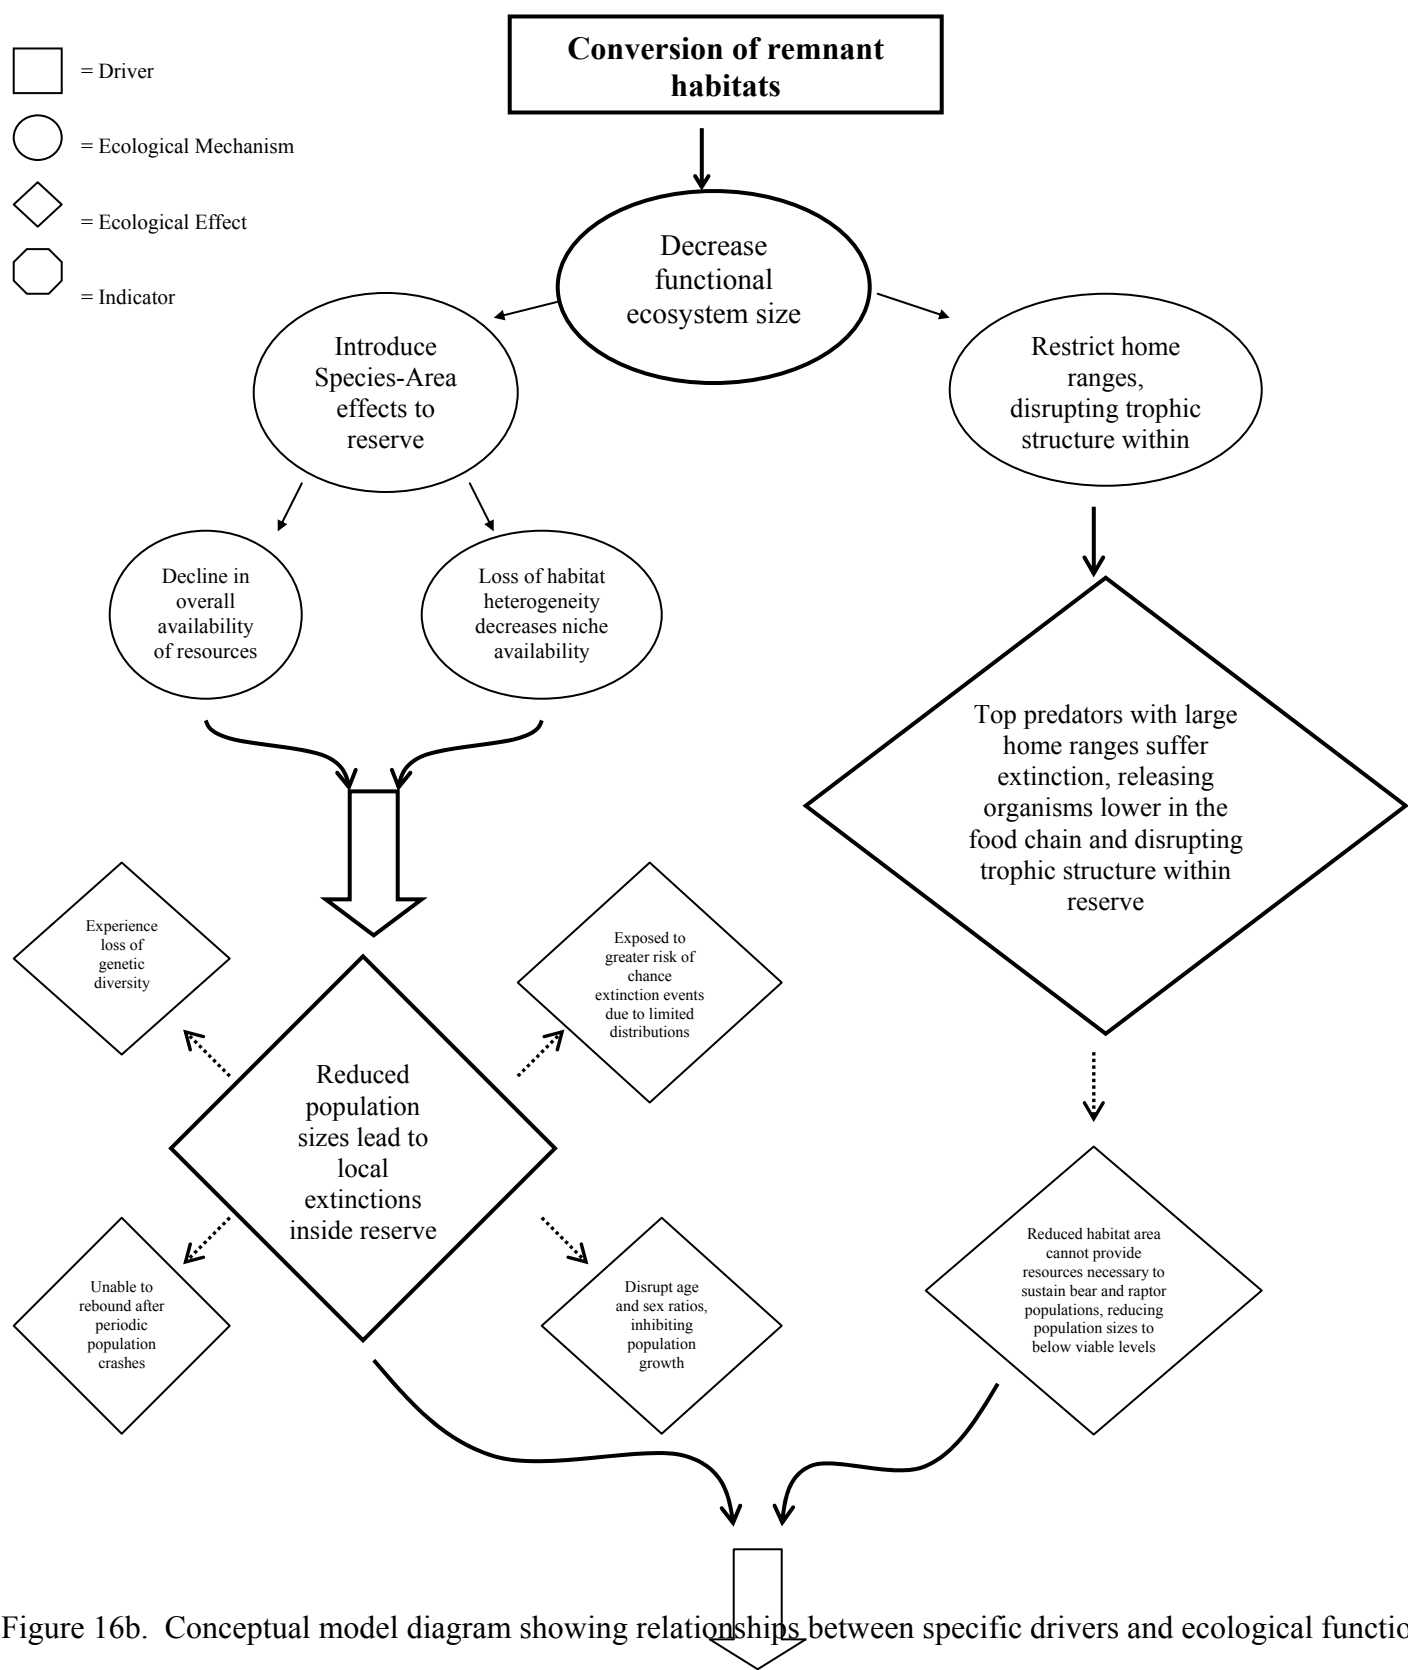 Conversion of remnant
habitats
= Driver
= Ecological Mechanism
= Ecological Effect
= Indicator
Decrease
functional
ecosystem size
Introduce
Species-Area
effects to
reserve
Restrict home
ranges,
disrupting trophic
structure within
Decline in
overall
availability
of resources
Loss of habitat
heterogeneity
decreases niche
availability
Top predators with large
home ranges suffer
extinction, releasing
organisms lower in the
food chain and disrupting
trophic structure within
reserve
Experience
loss of
genetic
diversity
Exposed to
greater risk of
chance
extinction events
due to limited
distributions
Reduced
population
sizes lead to
local
extinctions
inside reserve
Unable to
rebound after
periodic
population
crashes
Disrupt age
and sex ratios,
inhibiting
population
growth
Reduced habitat area
cannot provide
resources necessary to
sustain bear and raptor
populations, reducing
population sizes to
below viable levels
Figure 16b.  Conceptual model diagram showing relationships between specific drivers and ecological functio